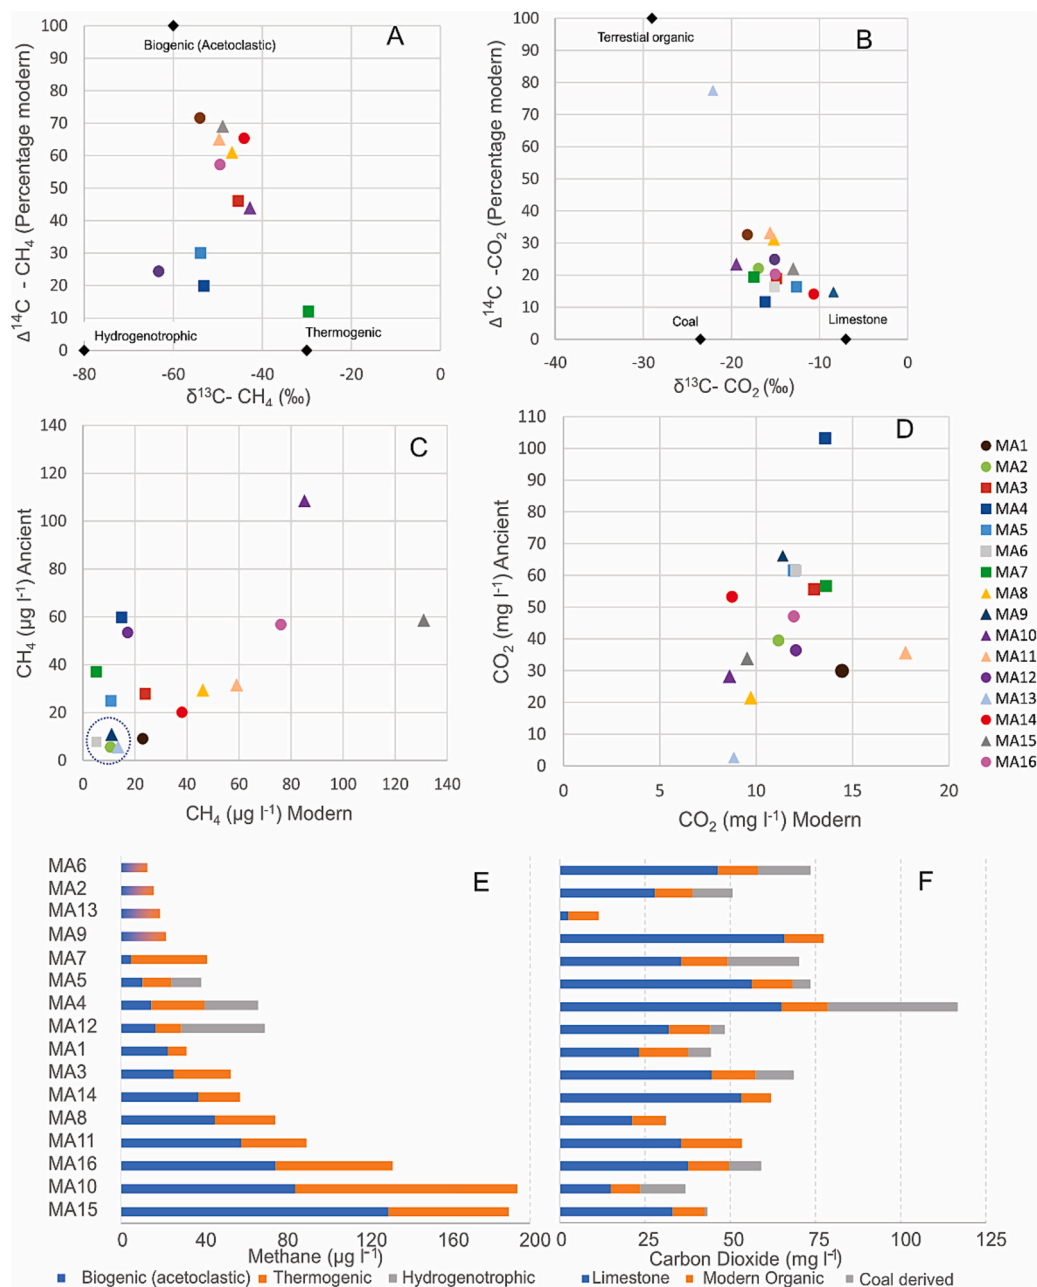 A
Δ¹⁴C - CH₄ (Percentage modern)
100
90
80
70
60
50
40
30
20
10
0
Biogenic (Acetoclastic)
Hydrogenotrophic
Thermogenic
-80
-60
-40
-20
0
δ¹³C- CH₄ (‰)
B
Δ¹⁴C -CO₂ (Percentage modern)
100
90
80
70
60
50
40
30
20
10
0
Terrestial organic
Coal
Limestone
-40
-30
-20
-10
0
δ¹³C- CO₂ (‰)
C
CH₄ (µg l⁻¹) Ancient
140
120
100
80
60
40
20
0
0
20
40
60
80
100
120
140
CH₄ (µg l⁻¹) Modern
D
CO₂ (mg l⁻¹) Ancient
110
100
90
80
70
60
50
40
30
20
10
0
0
5
10
15
20
CO₂ (mg l⁻¹) Modern
MA1
MA2
MA3
MA4
MA5
MA6
MA7
MA8
MA9
MA10
MA11
MA12
MA13
MA14
MA15
MA16
E
MA6
MA2
MA13
MA9
MA7
MA5
MA4
MA12
MA1
MA3
MA14
MA8
MA11
MA16
MA10
MA15
0
40
80
120
160
200
Methane (µg l⁻¹)
Biogenic (acetoclastic)
Thermogenic
Hydrogenotrophic
F
0
25
50
75
100
125
Carbon Dioxide (mg l⁻¹)
Limestone
Modern Organic
Coal derived